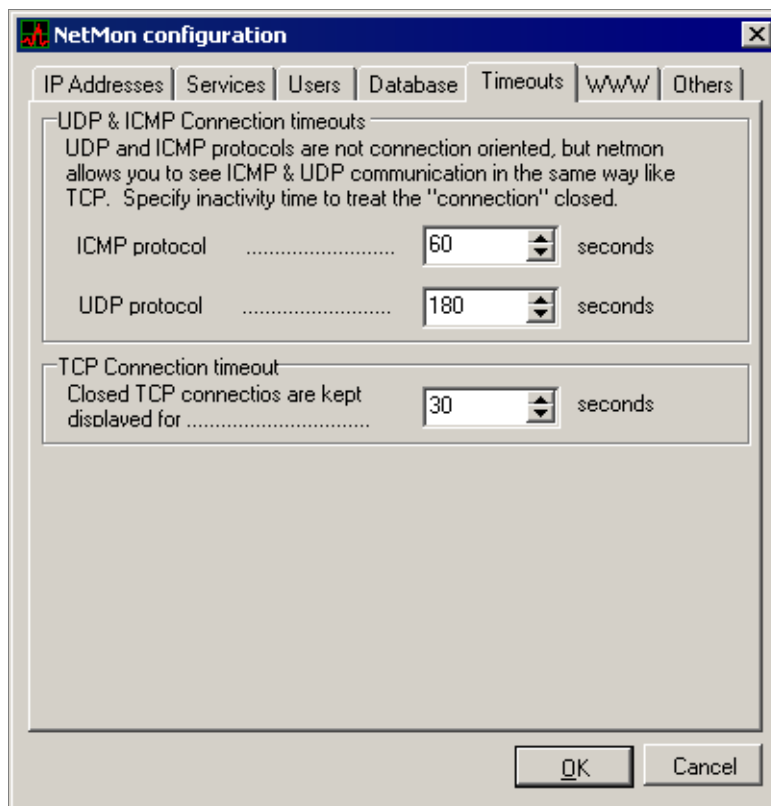 NetMon configuration
IP Addresses Services Users Database Timeouts WWW Others
UDP & ICMP Connection timeouts
UDP and ICMP protocols are not connection oriented, but netmon
allows you to see ICMP & UDP communication in the same way like
TCP. Specify inactivity time to treat the "connection" closed.
ICMP protocol .......................... 60 seconds
UDP protocol .......................... 180 seconds
TCP Connection timeout
Closed TCP connectios are kept
displayed for ................................ 30 seconds
OK Cancel